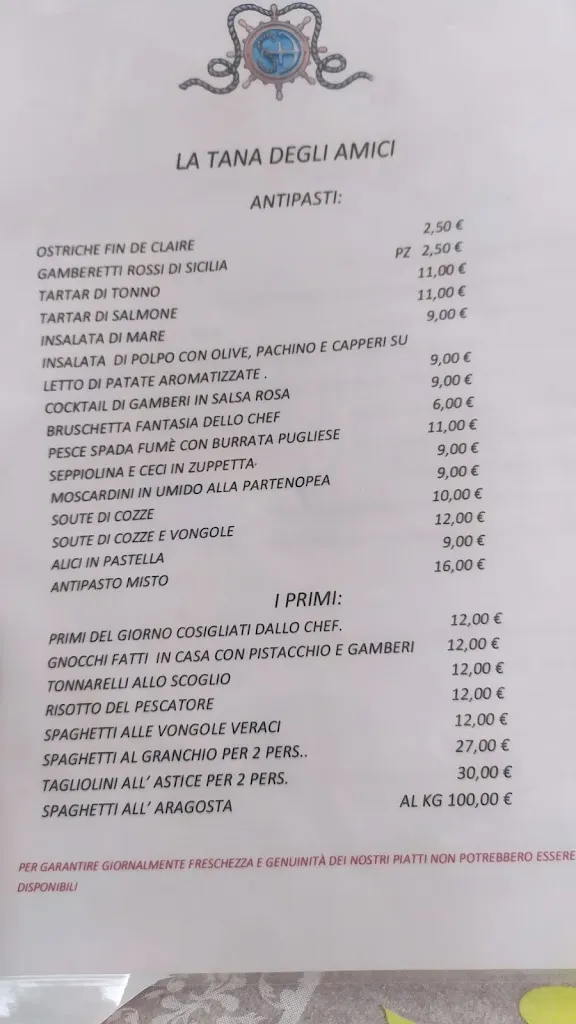 LA TANA DEGLI AMICI
ANTIPASTI:
OSTRICHE FIN DE CLAIRE 2,50 €
GAMBERETTI ROSSI DI SICILIA PZ 2,50 €
TARTAR DI TONNO 11,00 €
TARTAR DI SALMONE 11,00 €
INSALATA DI MARE 9,00 €
INSALATA DI POLPO CON OLIVE, PACHINO E CAPPERI SU
LETTO DI PATATE AROMATIZZATE . 9,00 €
COCKTAIL DI GAMBERI IN SALSA ROSA 9,00 €
BRUSCHETTA FANTASIA DELLO CHEF 6,00 €
PESCE SPADA FUMÈ CON BURRATA PUGLIESE 11,00 €
SEPPIOLINA E CECI IN ZUPPETTA. 9,00 €
MOSCARDINI IN UMIDO ALLA PARTENOPEA 9,00 €
SOUTE DI COZZE 10,00 €
SOUTE DI COZZE E VONGOLE 12,00 €
ALICI IN PASTELLA 9,00 €
ANTIPASTO MISTO 16,00 €
I PRIMI:
PRIMI DEL GIORNO COSIGLIATI DALLO CHEF. 12,00 €
GNOCCHI FATTI IN CASA CON PISTACCHIO E GAMBERI 12,00 €
TONNARELLI ALLO SCOGLIO 12,00 €
RISOTTO DEL PESCATORE 12,00 €
SPAGHETTI ALLE VONGOLE VERACI 12,00 €
SPAGHETTI AL GRANCHIO PER 2 PERS.. 27,00 €
TAGLIOLINI ALL' ASTICE PER 2 PERS. 30,00 €
SPAGHETTI ALL' ARAGOSTA AL KG 100,00 €
PER GARANTIRE GIORNALMENTE FRESCHEZZA E GENUINITÀ DEI NOSTRI PIATTI NON POTREBBERO ESSERE
DISPONIBILI